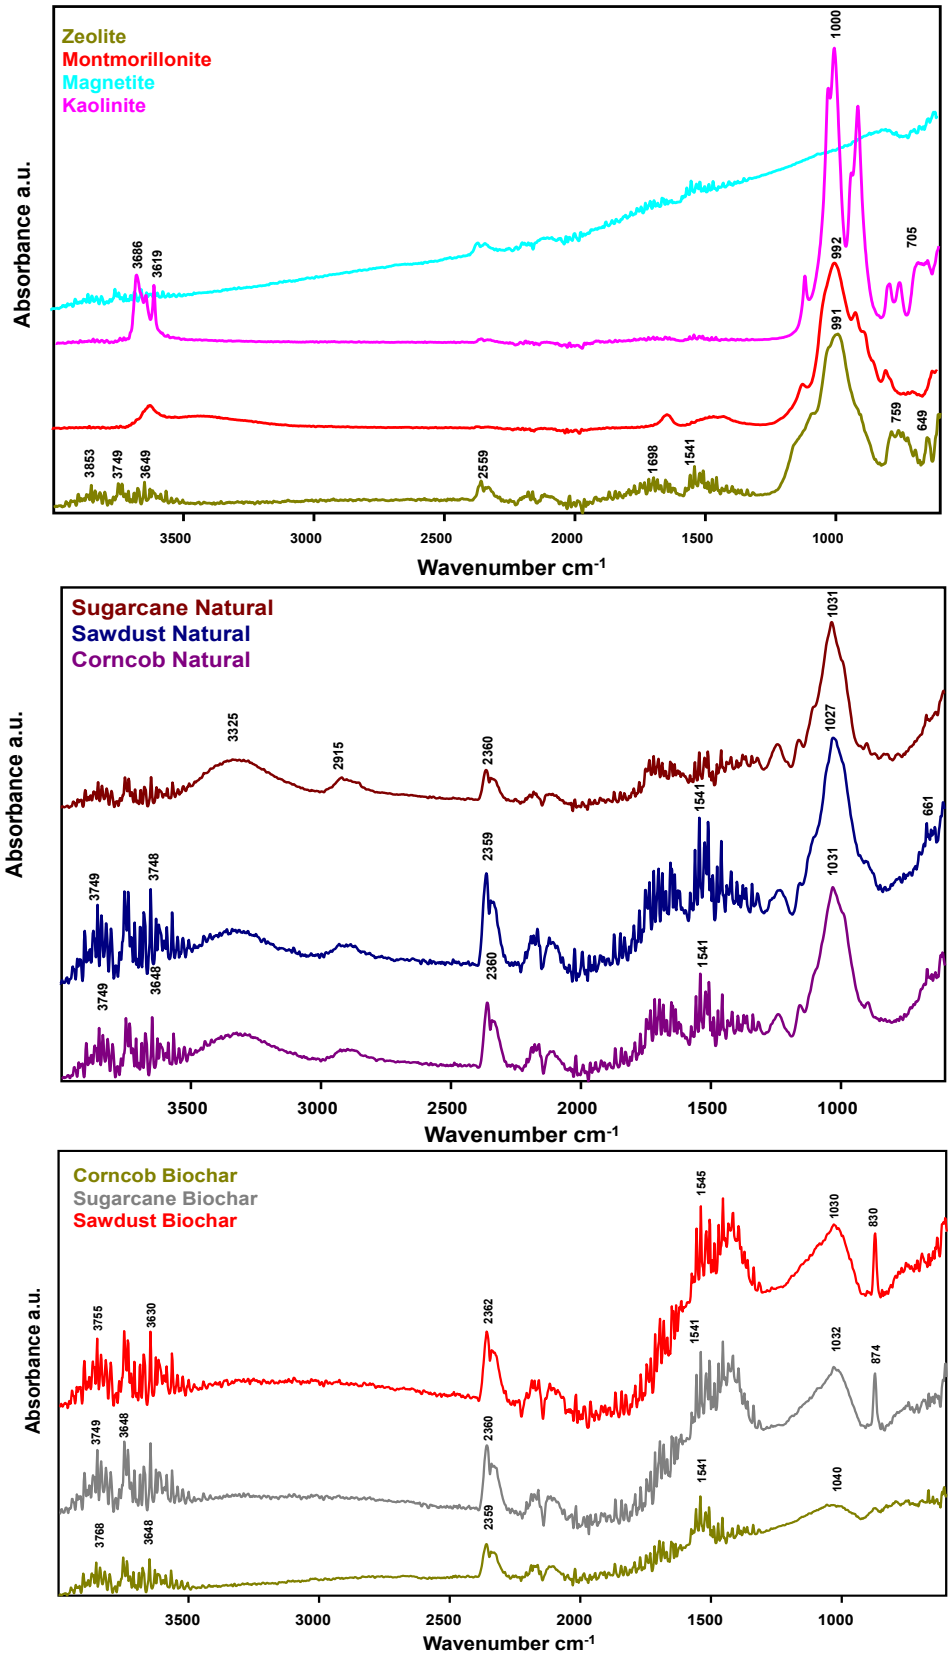 Zeolite
Montmorillonite
Magnetite
Kaolinite
1000
3686
3619
705
992
991
759
649
3853
3749
3649
2559
1698
1541
Absorbance a.u.
3500 3000 2500 2000 1500 1000
Wavenumber cm-1
Sugarcane Natural
Sawdust Natural
Corncob Natural
1031
3325
2915
2360
1027
1541
661
2359
3749
3748
1031
2360
1541
3749
3648
Absorbance a.u.
3500 3000 2500 2000 1500 1000
Wavenumber cm-1
Corncob Biochar
Sugarcane Biochar
Sawdust Biochar
1545
1030
830
3755
3630
2362
1541
1032
874
3749
3648
2360
1541
1040
3768
3648
2359
Absorbance a.u.
3500 3000 2500 2000 1500 1000
Wavenumber cm-1